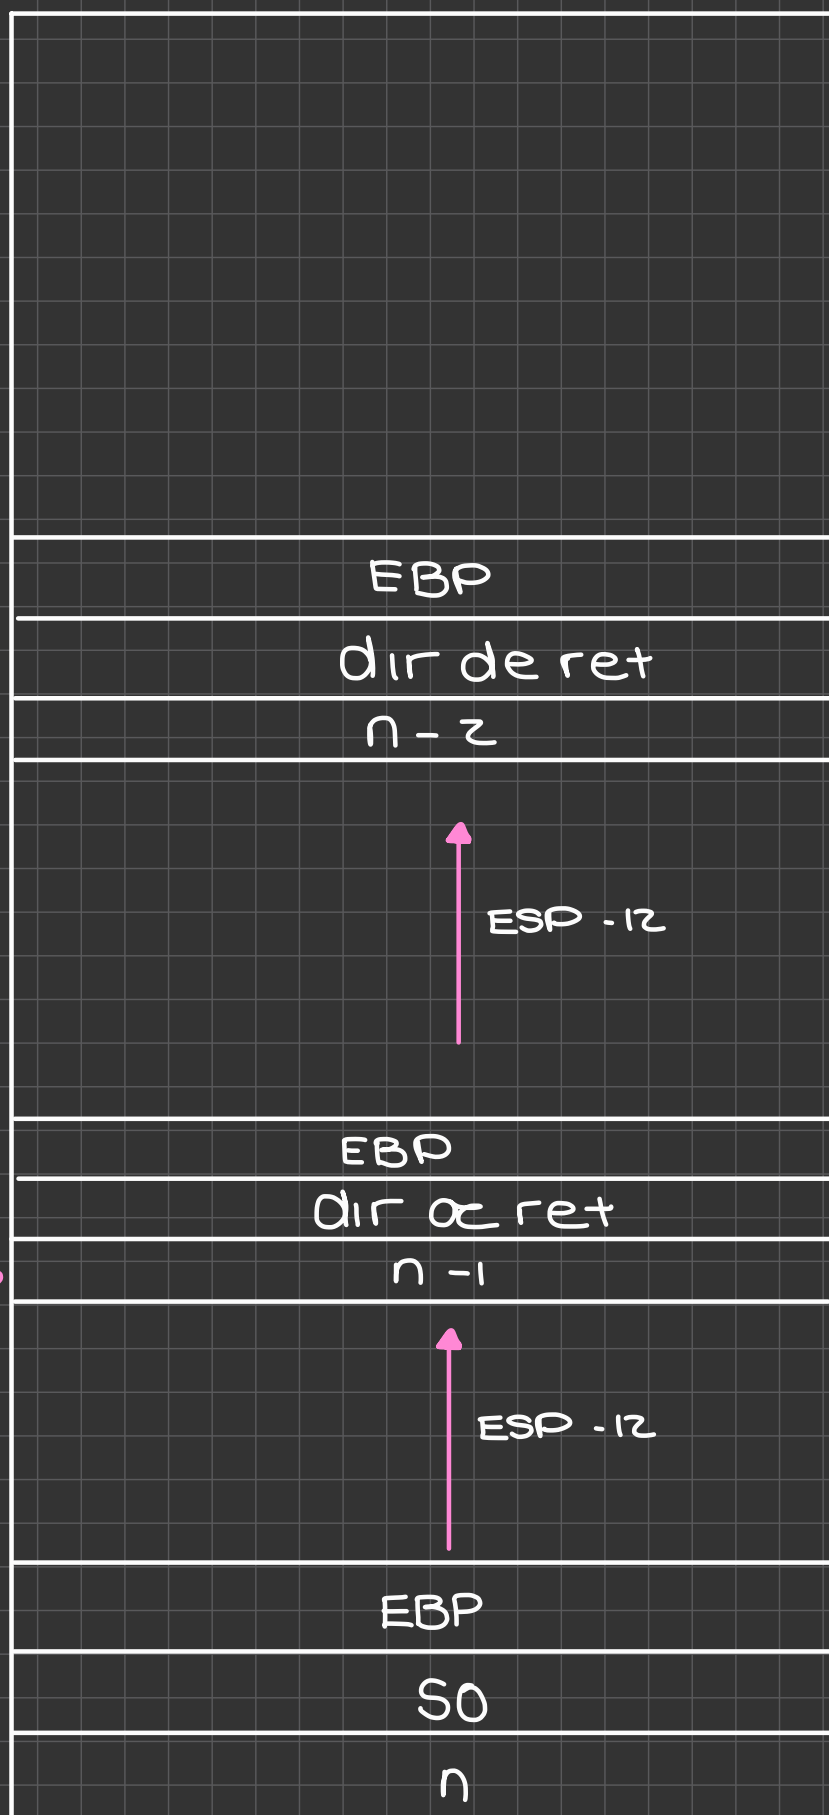 EBP
dir de ret
n - 2
ESP - 12
EBP
dir de ret
n - 1
ESP - 12
EBP
SO
n